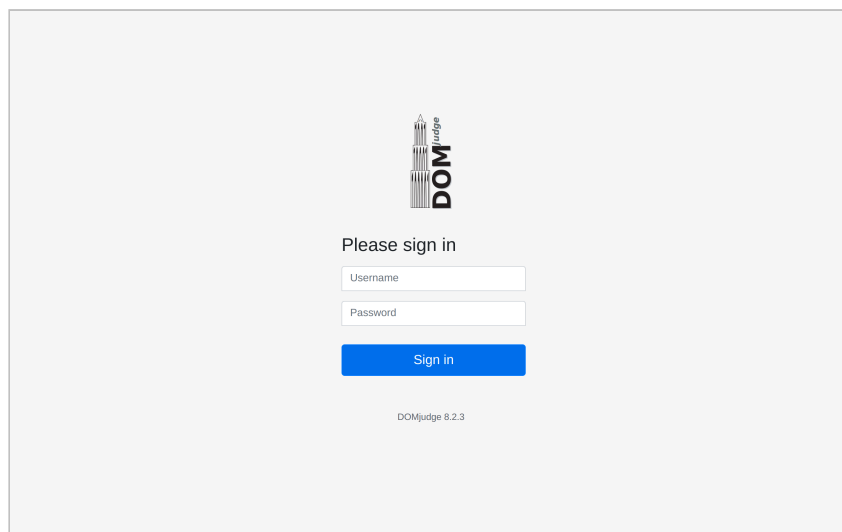 DOMjudge
Please sign in
Username
Password
Sign in
DOMjudge 8.2.3